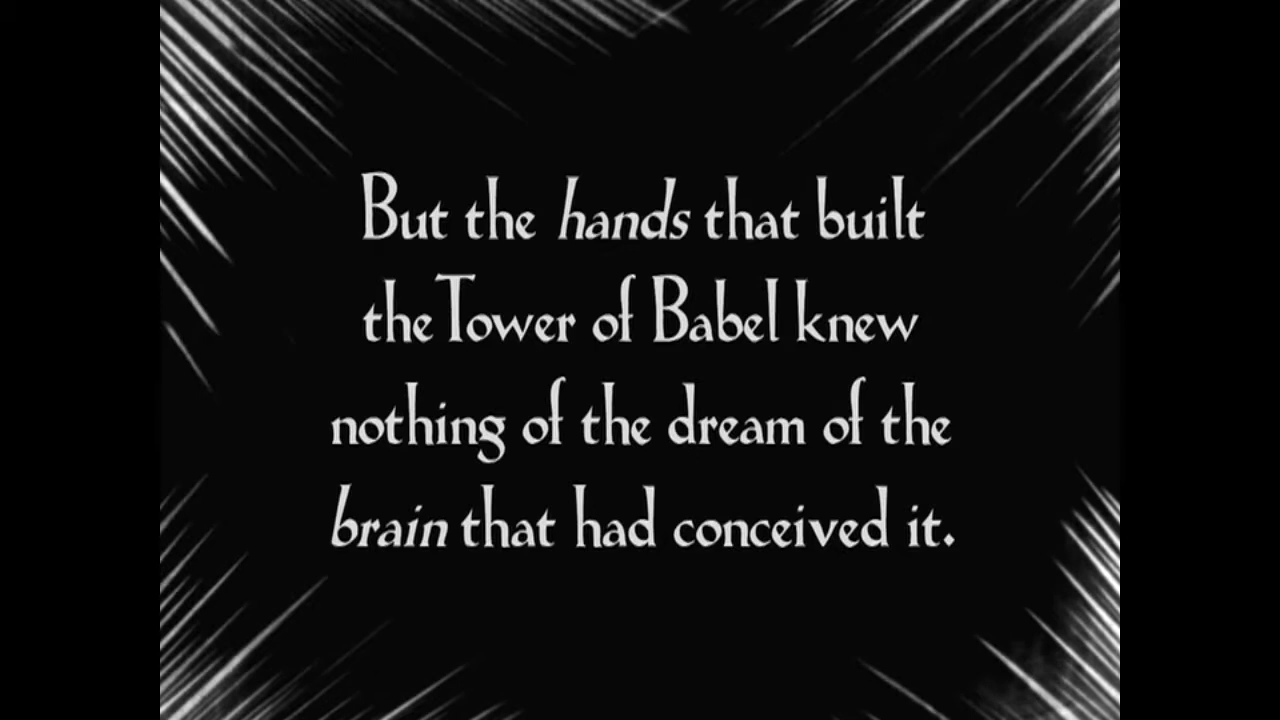 But the hands that built
the Tower of Babel knew
nothing of the dream of the
brain that had conceived it.